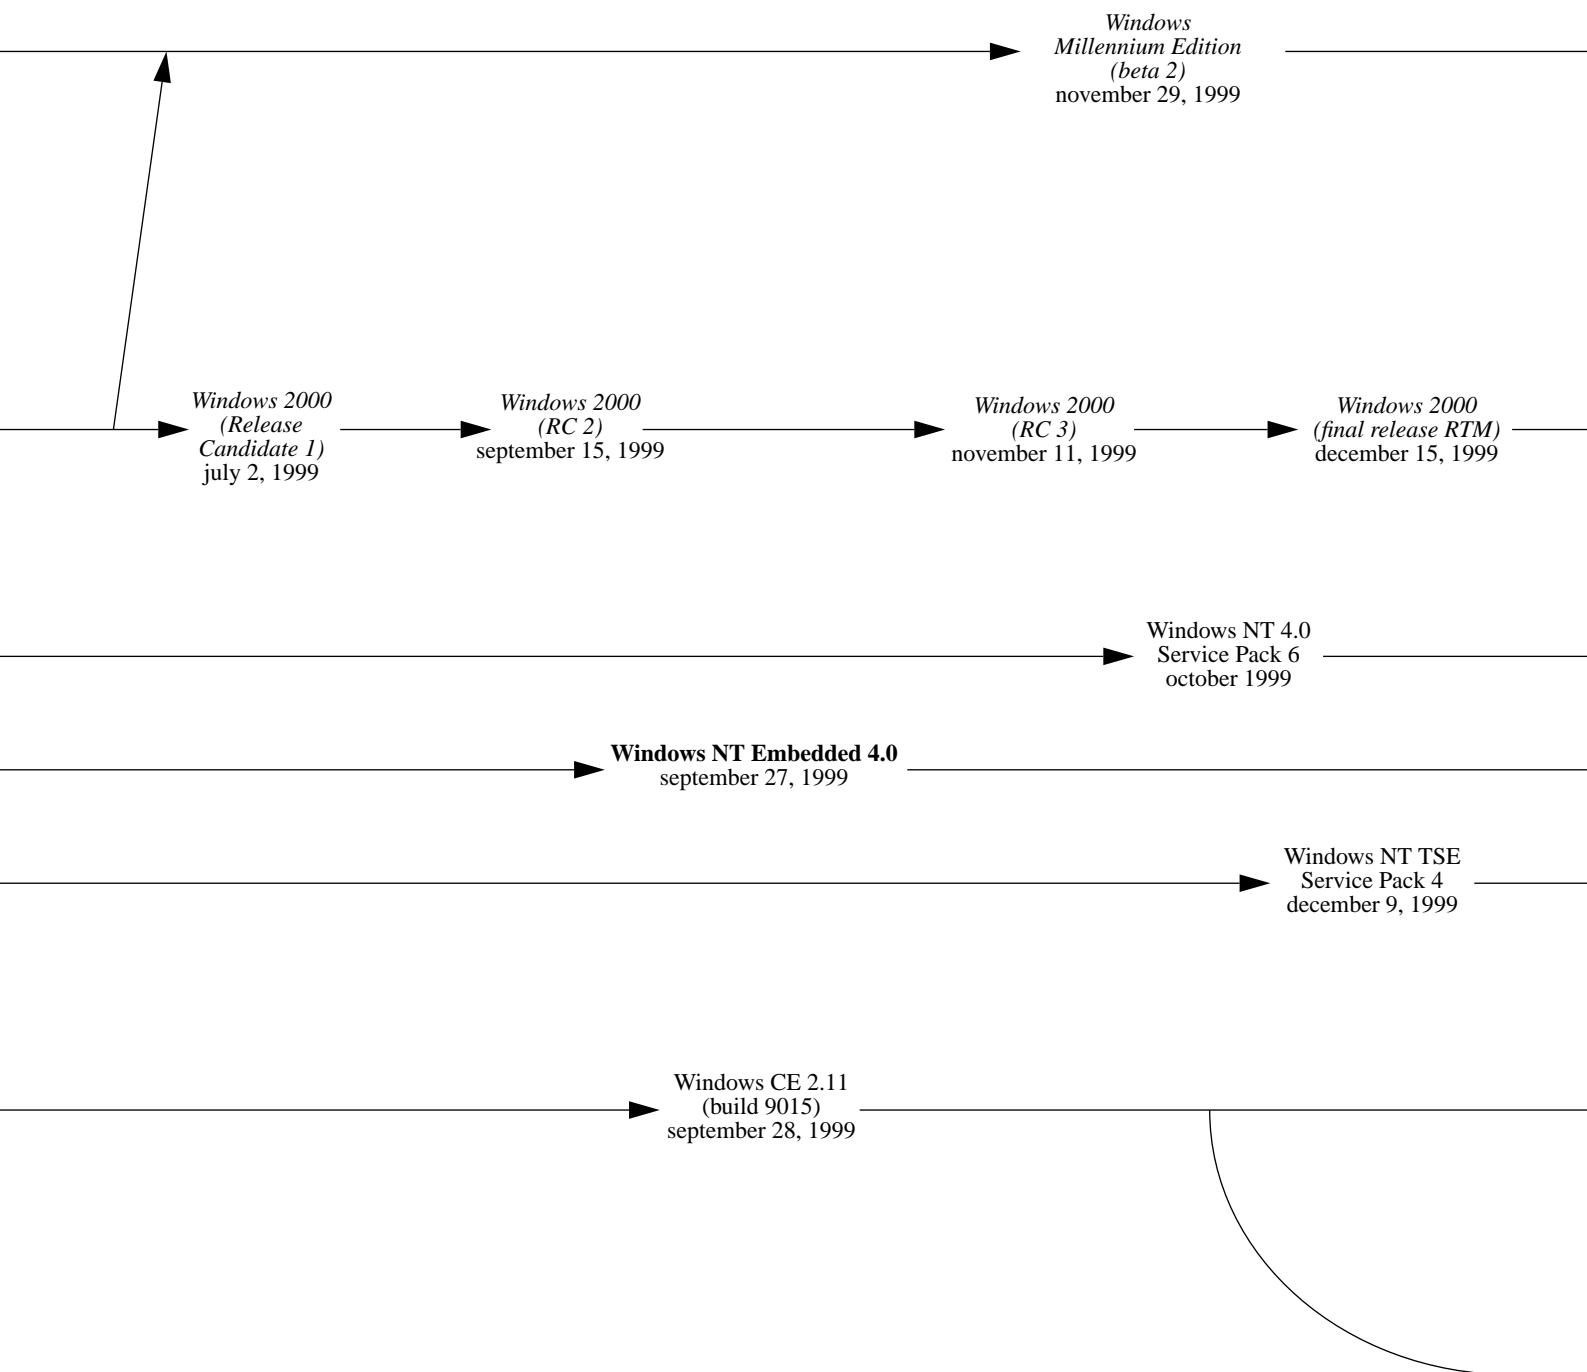 Windows
Millennium Edition
(beta 2)
november 29, 1999
Windows 2000
(Release
Candidate 1)
july 2, 1999
Windows 2000
(RC 2)
september 15, 1999
Windows 2000
(RC 3)
november 11, 1999
Windows 2000
(final release RTM)
december 15, 1999
Windows NT 4.0
Service Pack 6
october 1999
Windows NT Embedded 4.0
september 27, 1999
Windows NT TSE
Service Pack 4
december 9, 1999
Windows CE 2.11
(build 9015)
september 28, 1999